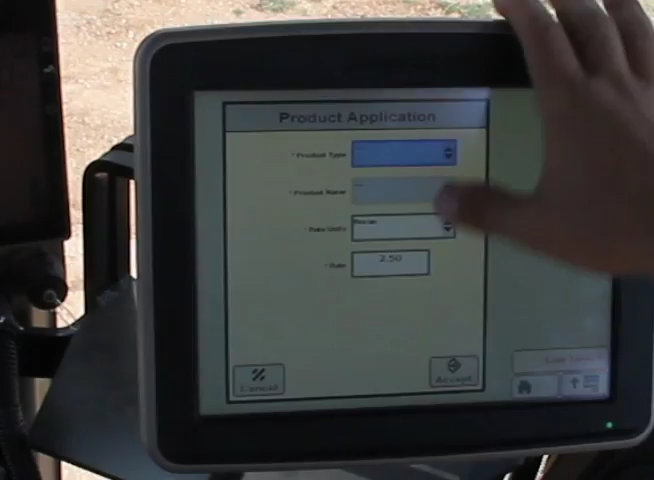 Product Application
* Product Type
* Product Name
---
* Rate Units
* Rate
2.50
Cancel
Accept